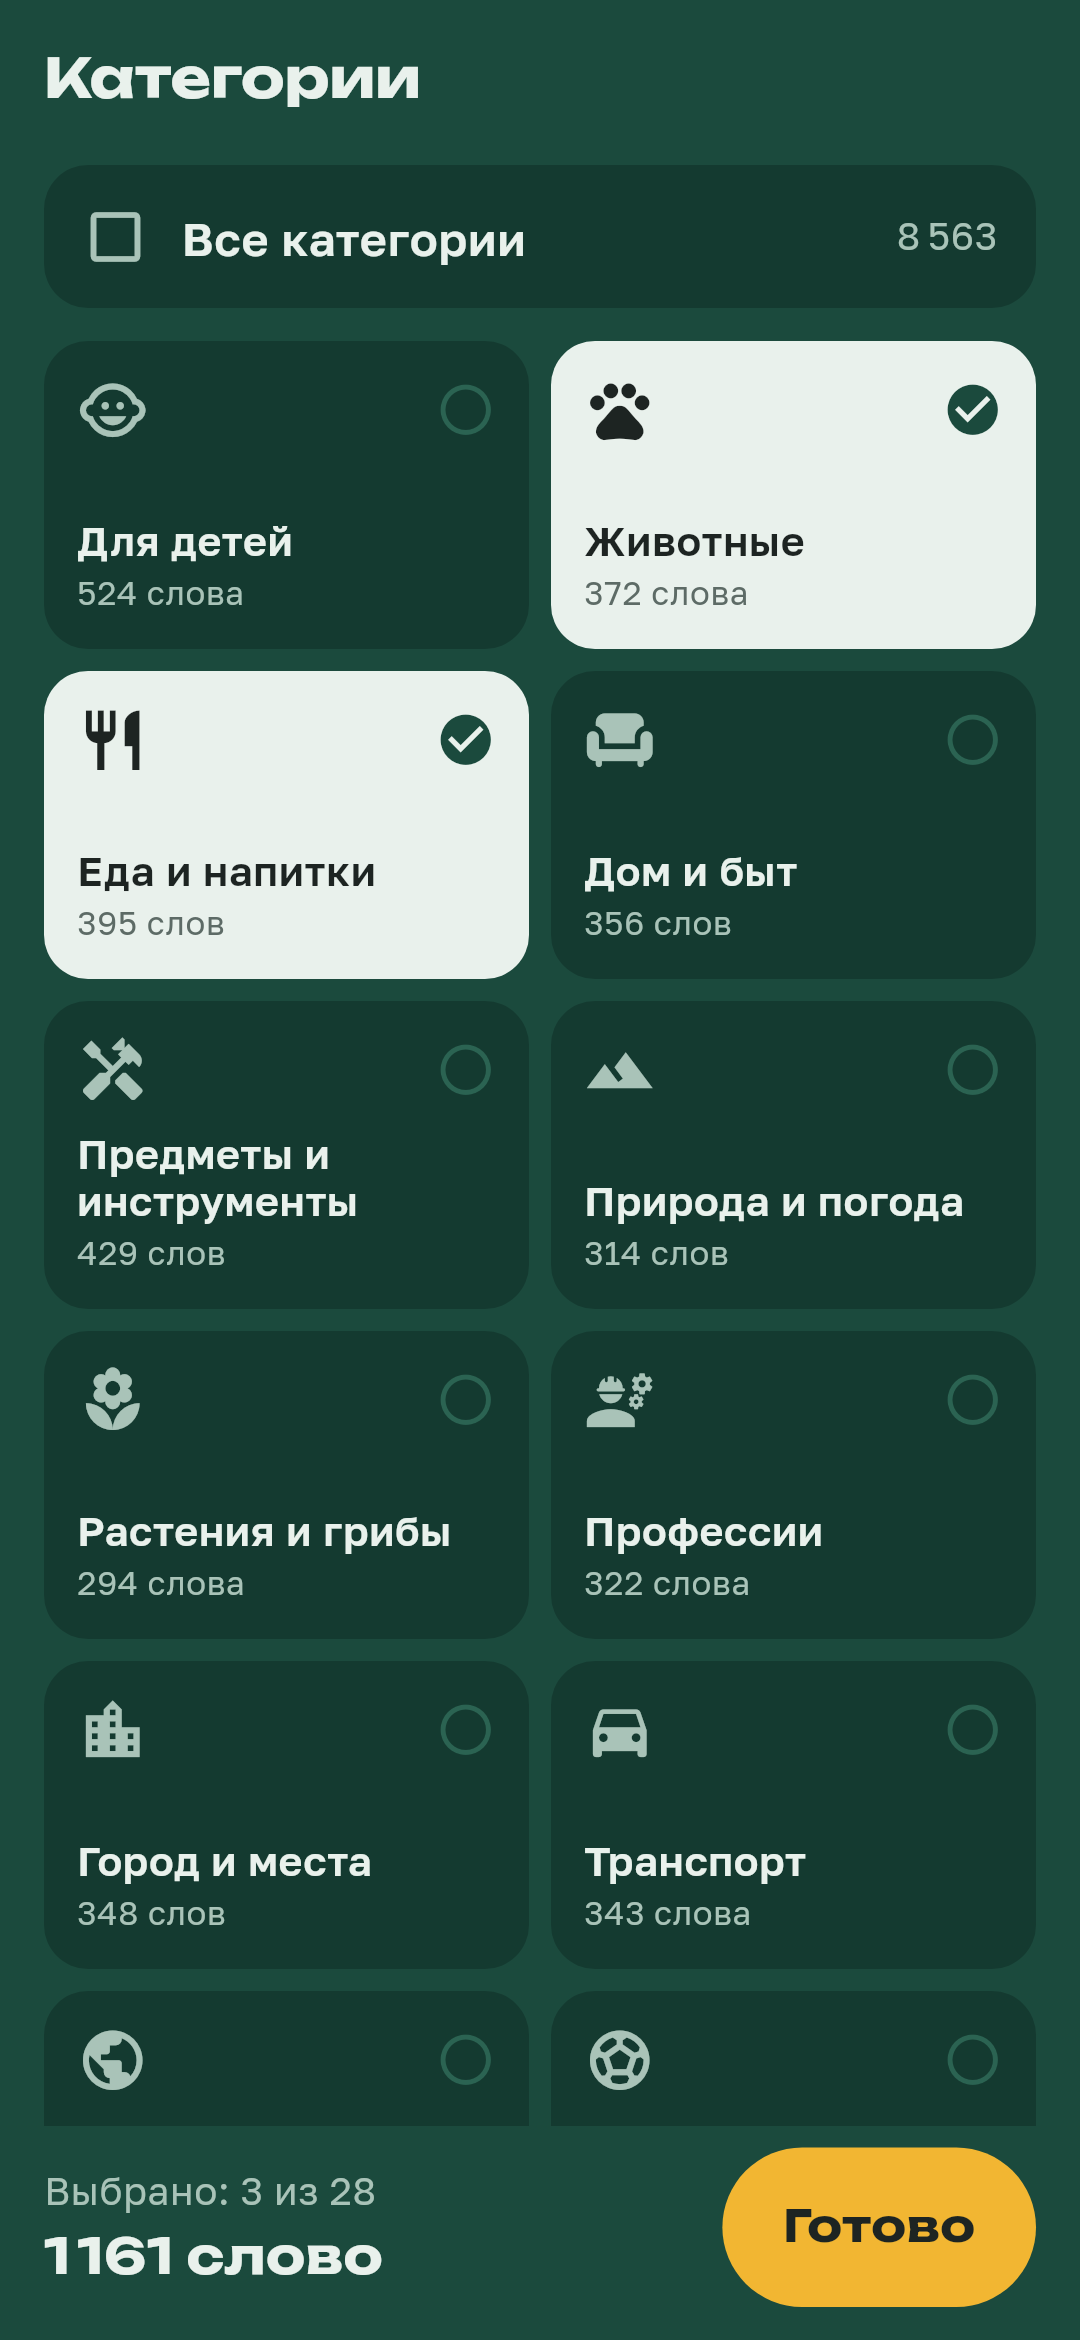 Категории
Все категории
8 563
Для детей
524 слова
Животные
372 слова
Еда и напитки
395 слов
Дом и быт
356 слов
Предметы и
инструменты
429 слов
Природа и погода
314 слов
Растения и грибы
294 слова
Профессии
322 слова
Город и места
348 слов
Транспорт
343 слова
Выбрано: 3 из 28
1 161 слово
Готово